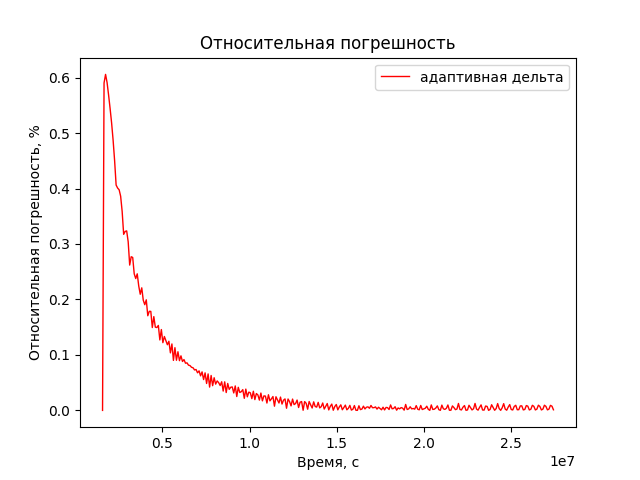 Относительная погрешность
адаптивная дельта
Относительная погрешность, %
0.6
0.5
0.4
0.3
0.2
0.1
0.0
0.5
1.0
1.5
2.0
2.5
1e7
Время, с